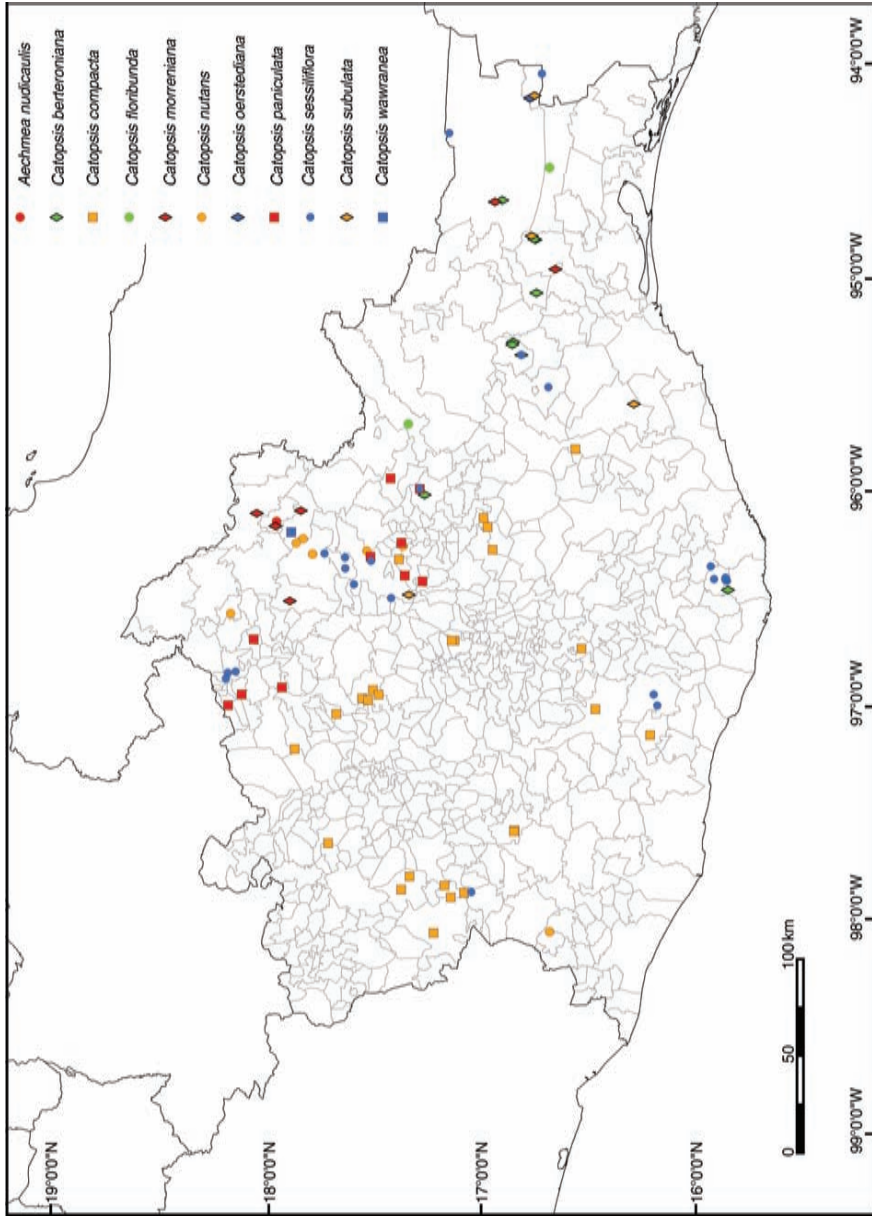 Aechmea nudicaulis
Catopsis berteroniana
Catopsis compacta
Catopsis floribunda
Catopsis morreniana
Catopsis nutans
Catopsis oerstediana
Catopsis paniculata
Catopsis sessiliflora
Catopsis subulata
Catopsis wawranea
19°0'0"N
18°0'0"N
17°0'0"N
16°0'0"N
0 50 100 km
99°0'0"W
98°0'0"W
97°0'0"W
96°0'0"W
95°0'0"W
94°0'0"W